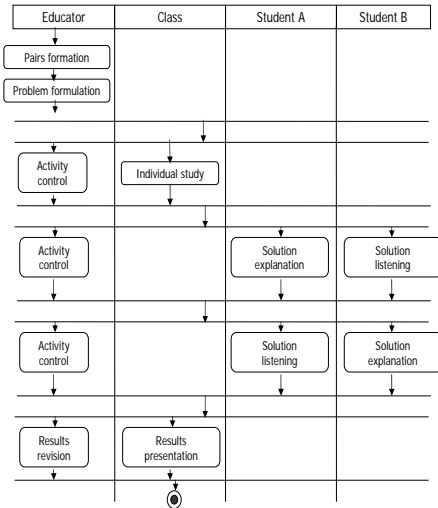 Educator Class Student A Student B
Pairs formation
Problem formulation
Activity
control
Individual study
Activity
control
Solution
explanation
Solution
listening
Activity
control
Solution
listening
Solution
explanation
Results
revision
Results
presentation